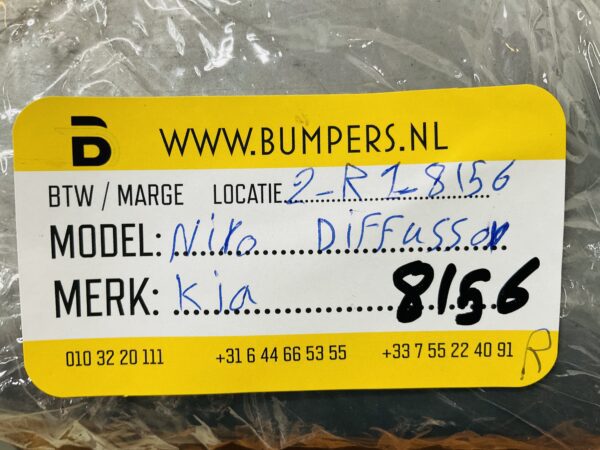 WWW.BUMPERS.NL
BTW / MARGE LOCATIE 2-R1-8156
MODEL: Niro Diffussor
MERK: Kia 8156
010 32 20 111 +31 6 44 66 53 55 +33 7 55 22 40 91 R